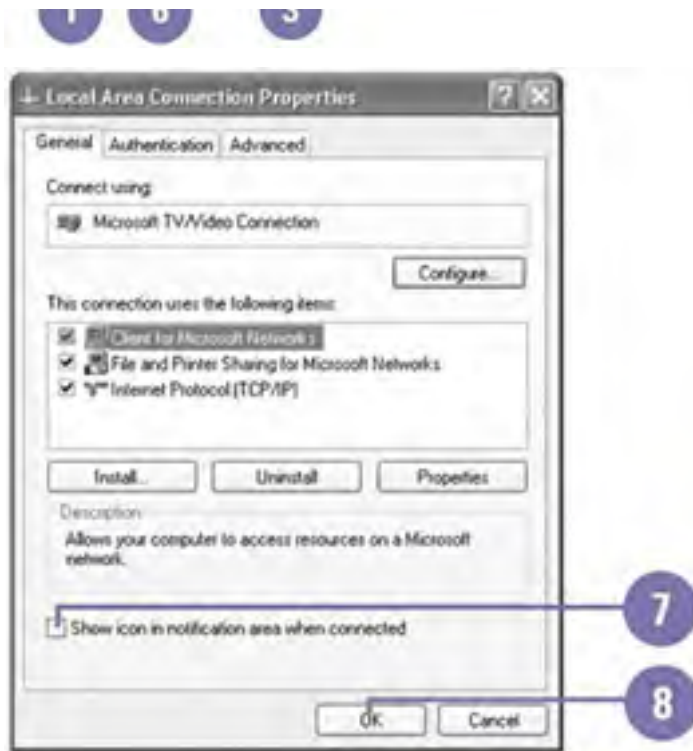 1 6 3
Local Area Connection Properties
General Authentication Advanced
Connect using:
Microsoft TV/Video Connection
Configure...
This connection uses the following items:
Client for Microsoft Networks
File and Printer Sharing for Microsoft Networks
Internet Protocol (TCP/IP)
Install... Uninstall Properties
Description
Allows your computer to access resources on a Microsoft
network.
Show icon in notification area when connected
7
8
OK Cancel